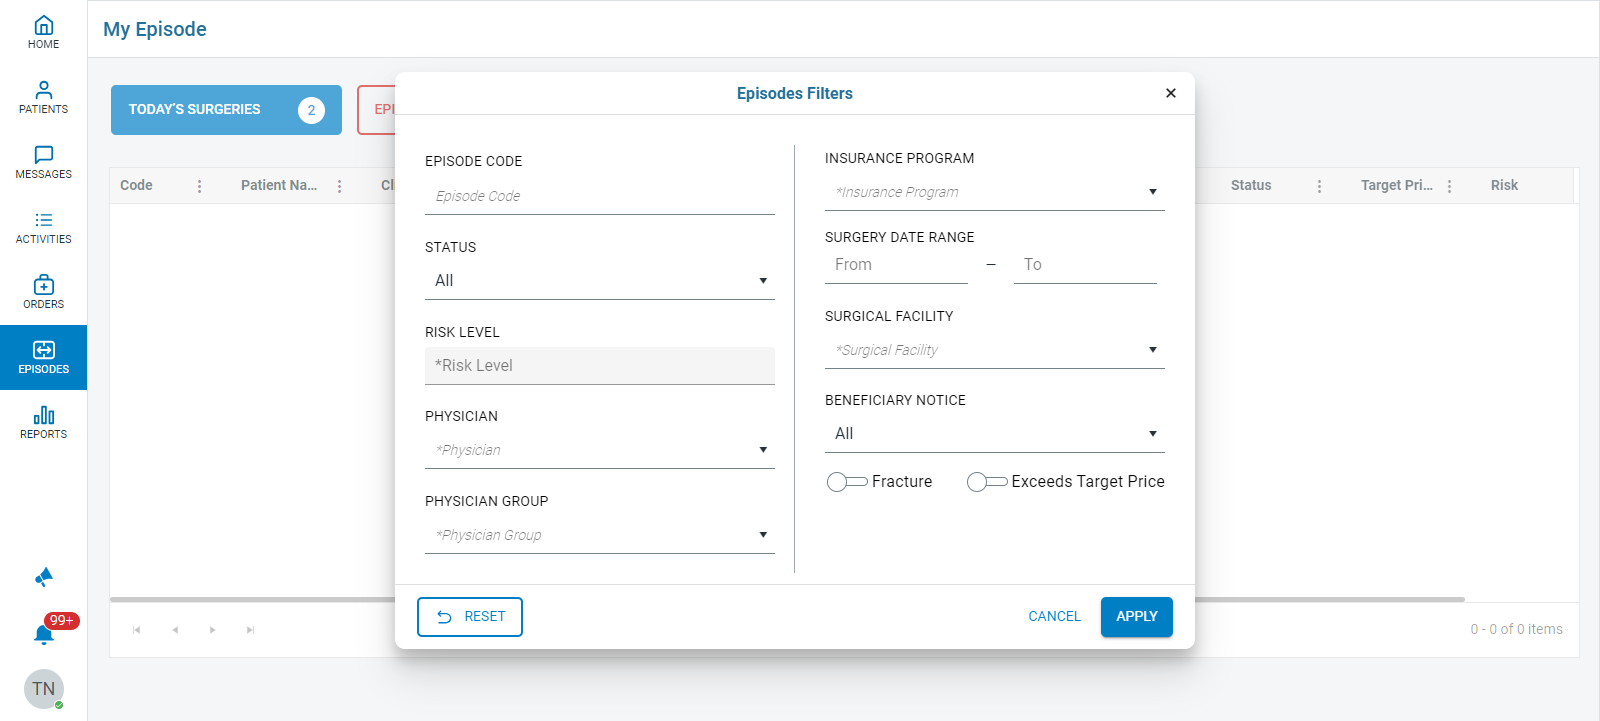 HOME
PATIENTS
MESSAGES
ACTIVITIES
ORDERS
EPISODES
REPORTS
99+
TN
My Episode
TODAY'S SURGERIES 2
EPI
Code Patient Na... Cl Status Target Pri... Risk
0 - 0 of 0 items
Episodes Filters
EPISODE CODE
Episode Code
STATUS
All
RISK LEVEL
*Risk Level
PHYSICIAN
*Physician
PHYSICIAN GROUP
*Physician Group
INSURANCE PROGRAM
*Insurance Program
SURGERY DATE RANGE
From – To
SURGICAL FACILITY
*Surgical Facility
BENEFICIARY NOTICE
All
Fracture Exceeds Target Price
RESET CANCEL APPLY